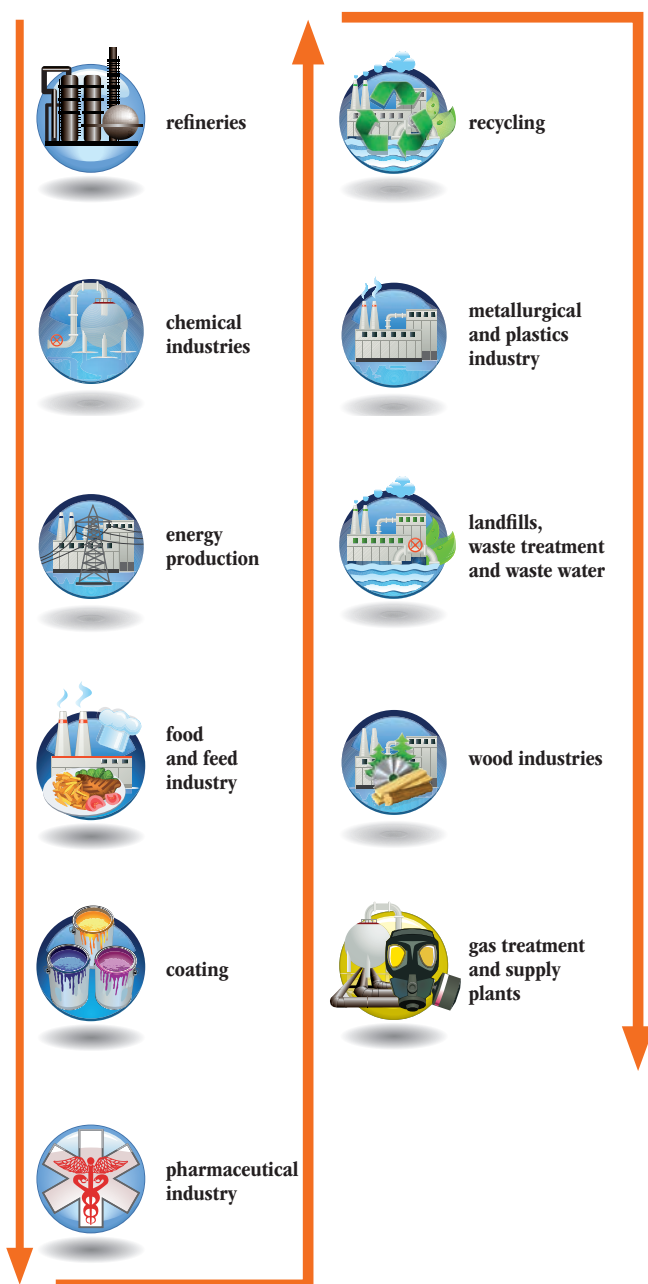 refineries
chemical
industries
energy
production
food
and feed
industry
coating
pharmaceutical
industry
recycling
metallurgical
and plastics
industry
landfills,
waste treatment
and waste water
wood industries
gas treatment
and supply
plants